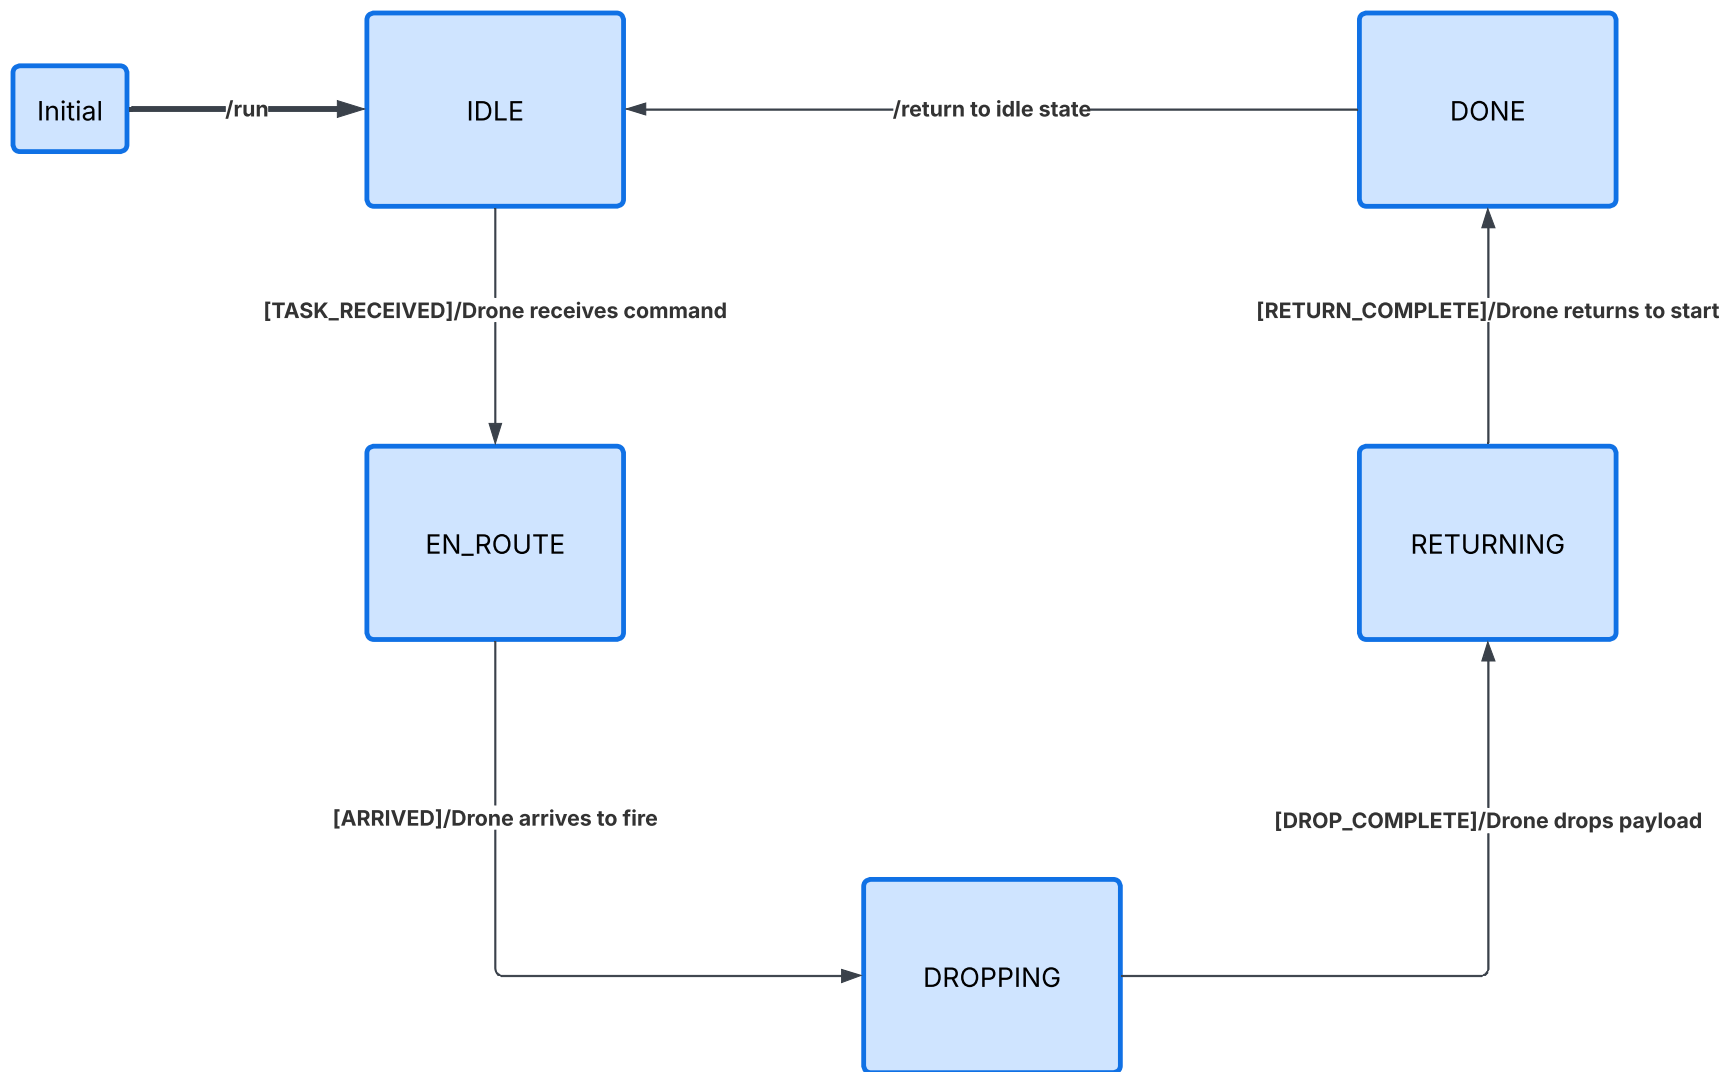 Initial
/run
IDLE
/return to idle state
DONE
[TASK_RECEIVED]/Drone receives command
[RETURN_COMPLETE]/Drone returns to start
EN_ROUTE
RETURNING
[ARRIVED]/Drone arrives to fire
[DROP_COMPLETE]/Drone drops payload
DROPPING